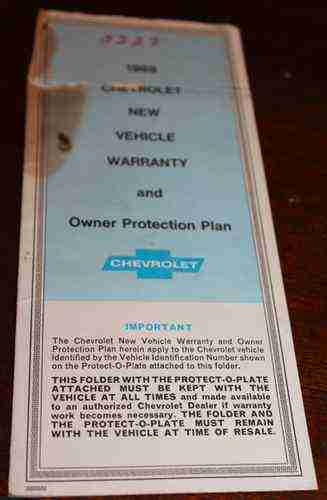 CHEVROLET
NEW
VEHICLE
WARRANTY
and
Owner Protection Plan
CHEVROLET
IMPORTANT
The Chevrolet New Vehicle Warranty and Owner
Protection Plan herein apply to the Chevrolet vehicle
identified by the Vehicle Identification Number shown
on the Protect-O-Plate attached to this folder.
THIS FOLDER WITH THE PROTECT-O-PLATE
ATTACHED MUST BE KEPT WITH THE
VEHICLE AT ALL TIMES and made available
to an authorized Chevrolet Dealer if warranty
work becomes necessary. THE FOLDER AND
THE PROTECT-O-PLATE MUST REMAIN
WITH THE VEHICLE AT TIME OF RESALE.